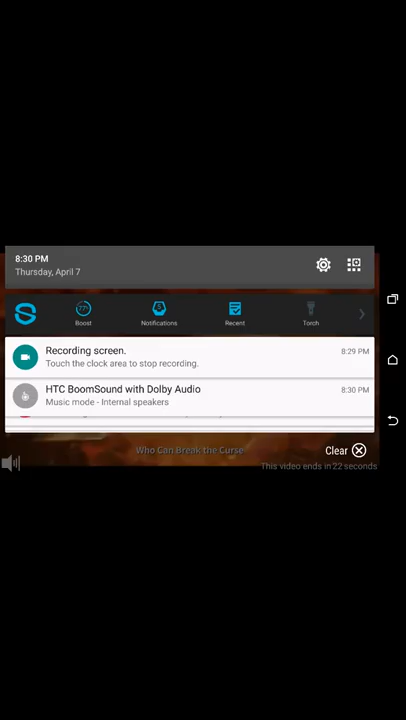 8:30 PM
Thursday, April 7
77%
5
Boost
Notifications
Recent
Torch
Recording screen.
8:29 PM
Touch the clock area to stop recording.
HTC BoomSound with Dolby Audio
8:30 PM
Music mode - Internal speakers
Who Can Break the Curse
Clear
This video ends in 22 seconds